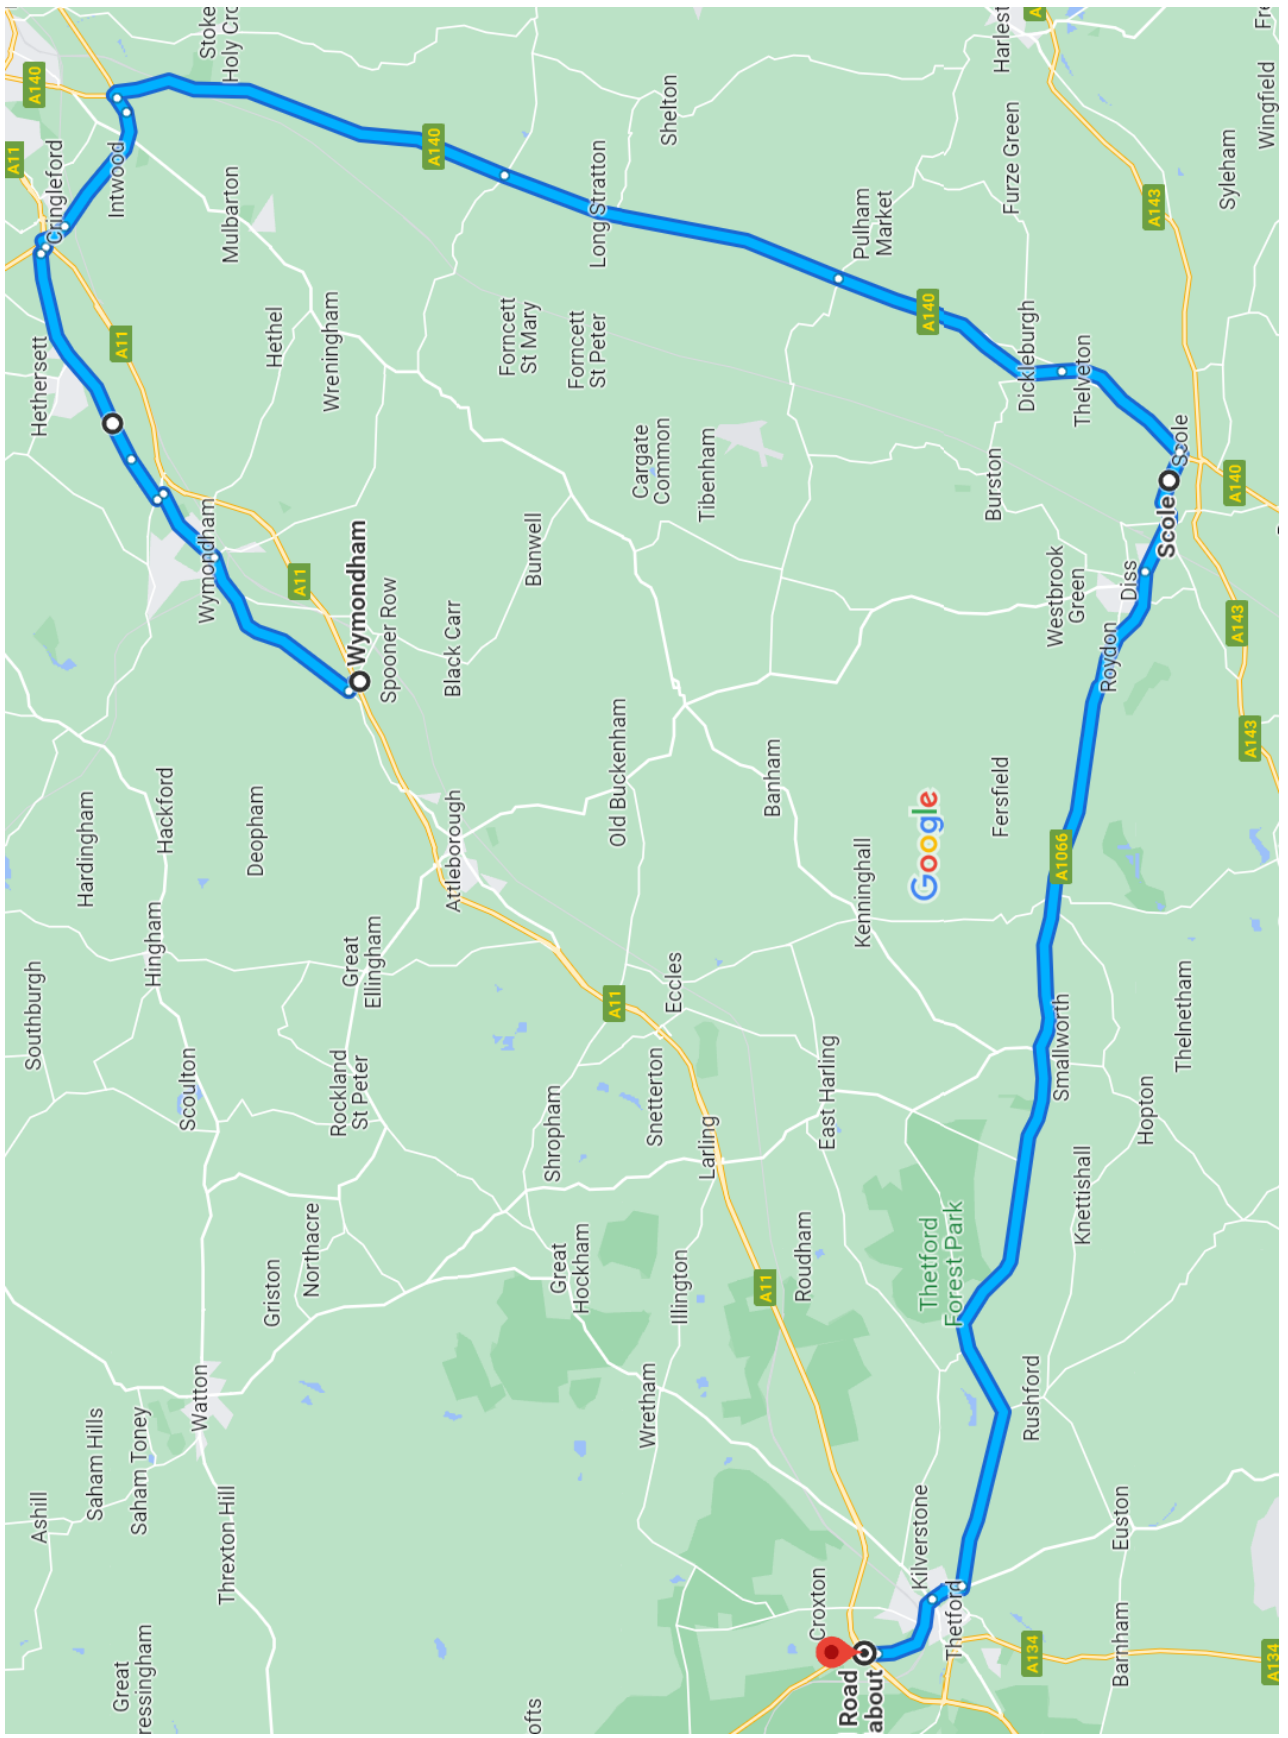 Great
ressingham
Ashill
Southburgh
Hethersett
Cringleford
A11
A140
Saham Hills
Saham Toney
Hardingham
Hackford
A11
Intwood
Stoke
Holy Cro
Threxton Hill
Watton
Scoulton
Hingham
Deopham
Wymondham
Mulbarton
Griston
Northacre
Rockland
St Peter
Great
Ellingham
A11
Wymondham
Spooner Row
Hethel
Wreningham
Attleborough
Black Carr
A140
ofts
Great
Hockham
Shropham
A11
Bunwell
Forncett
St Mary
Forncett
St Peter
Long Stratton
Wretham
Illington
Snetterton
Eccles
Old Buckenham
Cargate
Common
Tibenham
Shelton
Larling
A11
Roudham
East Harling
Banham
Croxton
Road
about
Kenninghall
Pulham
Market
Kilverstone
Thetford
Thetford
Forest Park
Google
A140
Fersfield
Burston
Furze Green
Harlest
A
A134
Rushford
Smallworth
A1066
Westbrook
Green
Dickleburgh
Thelveton
Barnham
Euston
Knettishall
Hopton
Roydon
Diss
Scole
Scole
A143
Thelnetham
A143
A143
A140
Syleham
Wingfield
Fre
A134